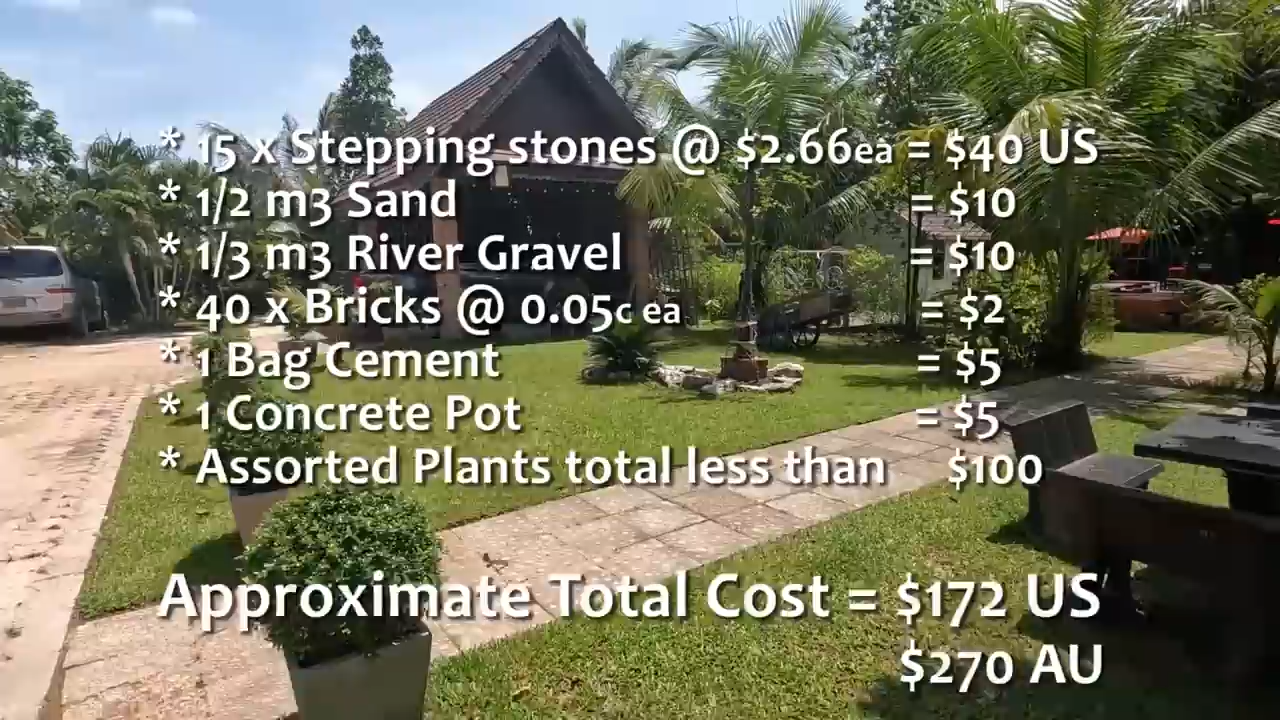 * 15 x Stepping stones @ $2.66ea = $40 US
* 1/2 m3 Sand = $10
* 1/3 m3 River Gravel = $10
* 40 x Bricks @ 0.05c ea = $2
* 1 Bag Cement = $5
* 1 Concrete Pot = $5
* Assorted Plants total less than $100
Approximate Total Cost = $172 US
$270 AU